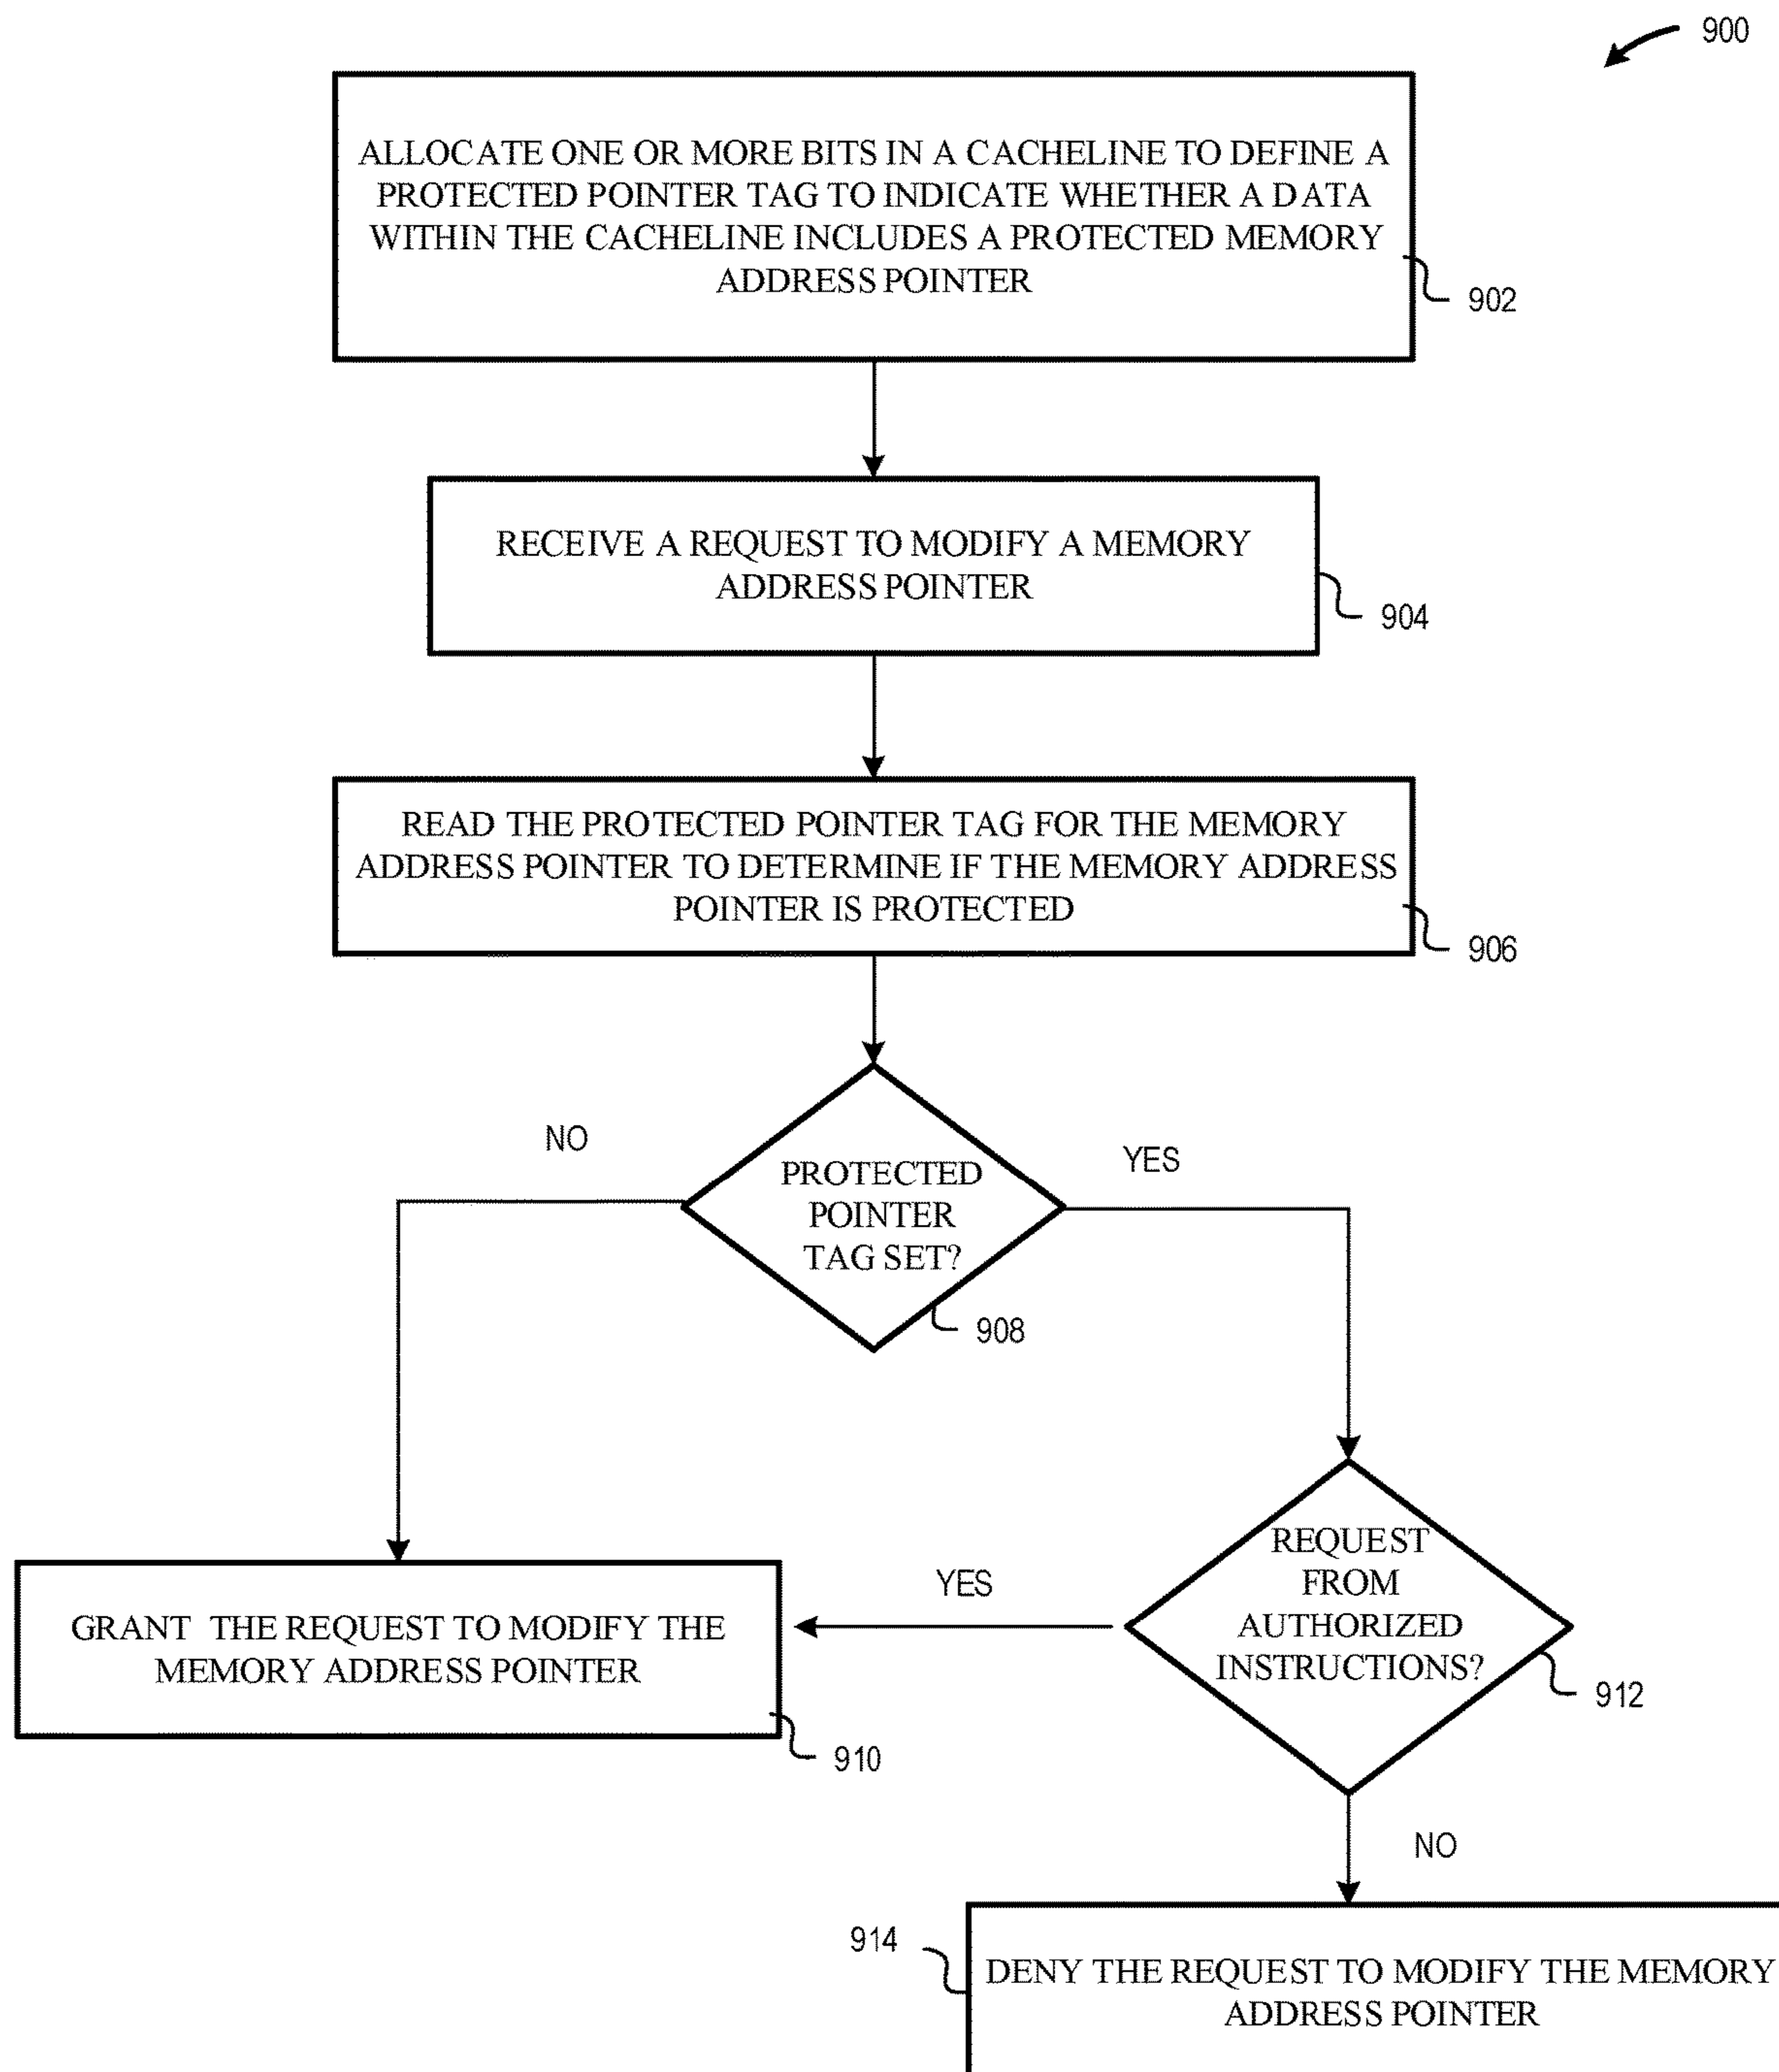 900
ALLOCATE ONE OR MORE BITS IN A CACHELINE TO DEFINE A
PROTECTED POINTER TAG TO INDICATE WHETHER A DATA
WITHIN THE CACHELINE INCLUDES A PROTECTED MEMORY
ADDRESS POINTER
902
RECEIVE A REQUEST TO MODIFY A MEMORY
ADDRESS POINTER
904
READ THE PROTECTED POINTER TAG FOR THE MEMORY
ADDRESS POINTER TO DETERMINE IF THE MEMORY ADDRESS
POINTER IS PROTECTED
906
NO
YES
PROTECTED
POINTER
TAG SET?
908
REQUEST
FROM
AUTHORIZED
INSTRUCTIONS?
912
YES
GRANT THE REQUEST TO MODIFY THE
MEMORY ADDRESS POINTER
910
NO
914
DENY THE REQUEST TO MODIFY THE MEMORY
ADDRESS POINTER